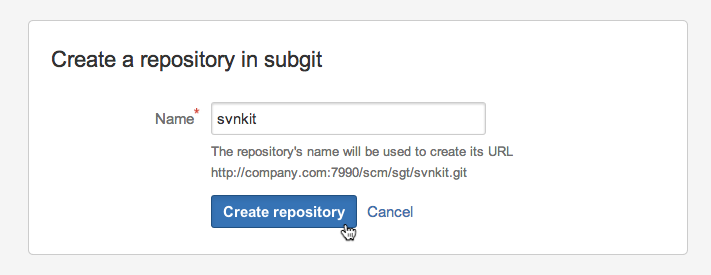 Create a repository in subgit
Name*
svnkit
The repository's name will be used to create its URL
http://company.com:7990/scm/sgt/svnkit.git
Create repository Cancel